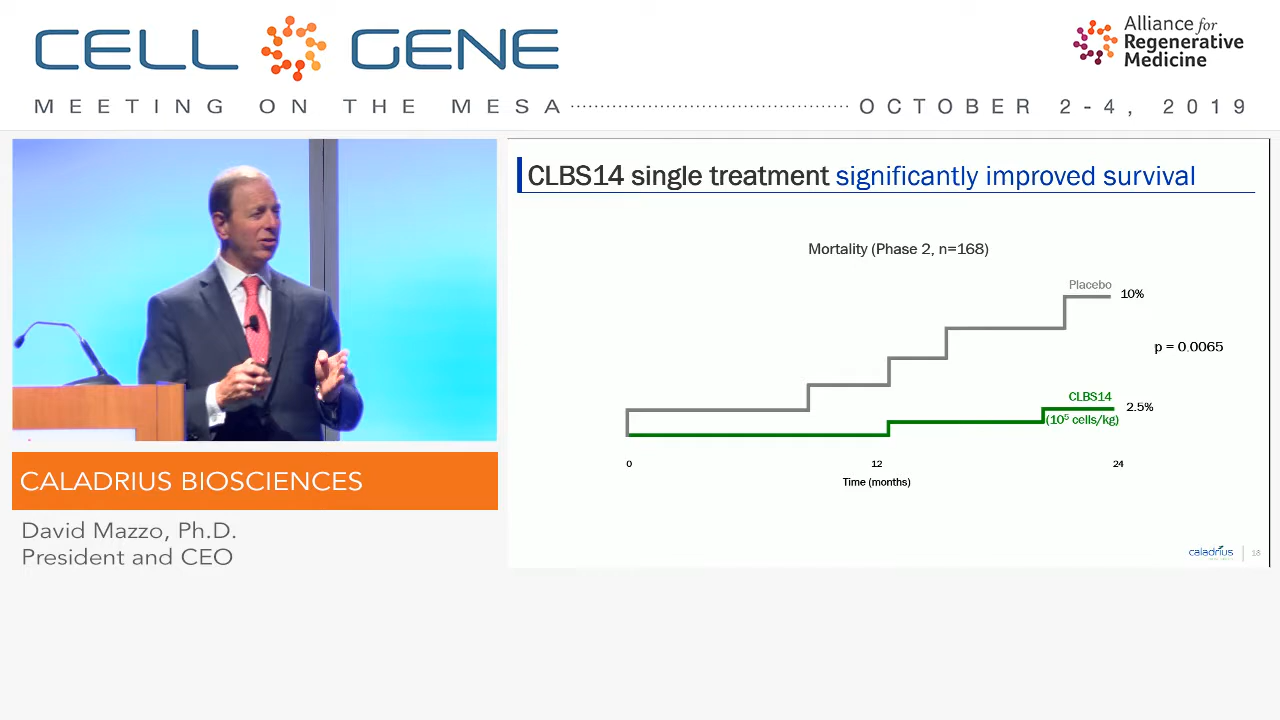 CELL GENE
Alliance for
Regenerative
Medicine
MEETING ON THE MESA OCTOBER 2-4, 2019
CLBS14 single treatment significantly improved survival
Mortality (Phase 2, n=168)
Placebo
10%
p = 0.0065
CLBS14
2.5%
(10⁵ cells/kg)
0 12 24
Time (months)
caladrius
18
CALADRIUS BIOSCIENCES
David Mazzo, Ph.D.
President and CEO